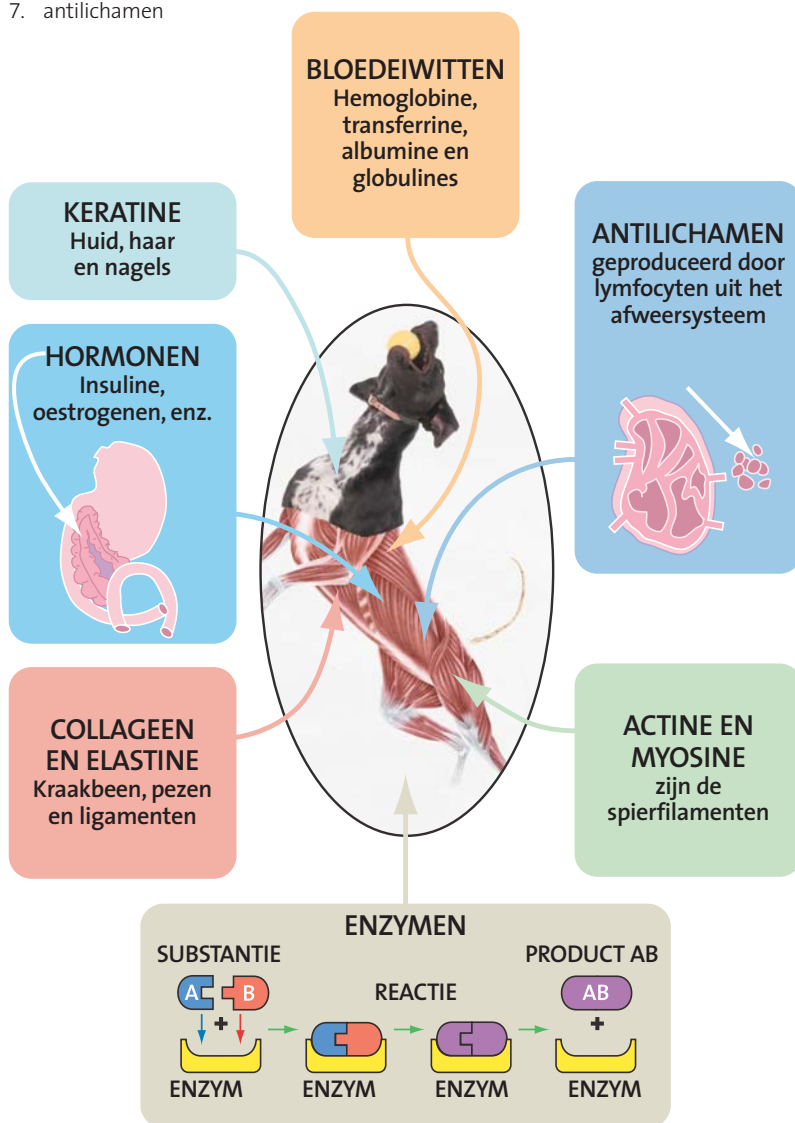 7. antilichamen
BLOEDEIWITTEN
Hemoglobine,
transferrine,
albumine en
globulines
KERATINE
Huid, haar
en nagels
ANTILICHAMEN
geproduceerd door
lymfocyten uit het
afweersysteem
HORMONEN
Insuline,
oestrogenen, enz.
COLLAGEEN
EN ELASTINE
Kraakbeen, pezen
en ligamenten
ACTINE EN
MYOSINE
zijn de
spierfilamenten
ENZYMEN
SUBSTANTIE
REACTIE
PRODUCT AB
A B AB
+ +
ENZYM ENZYM ENZYM ENZYM